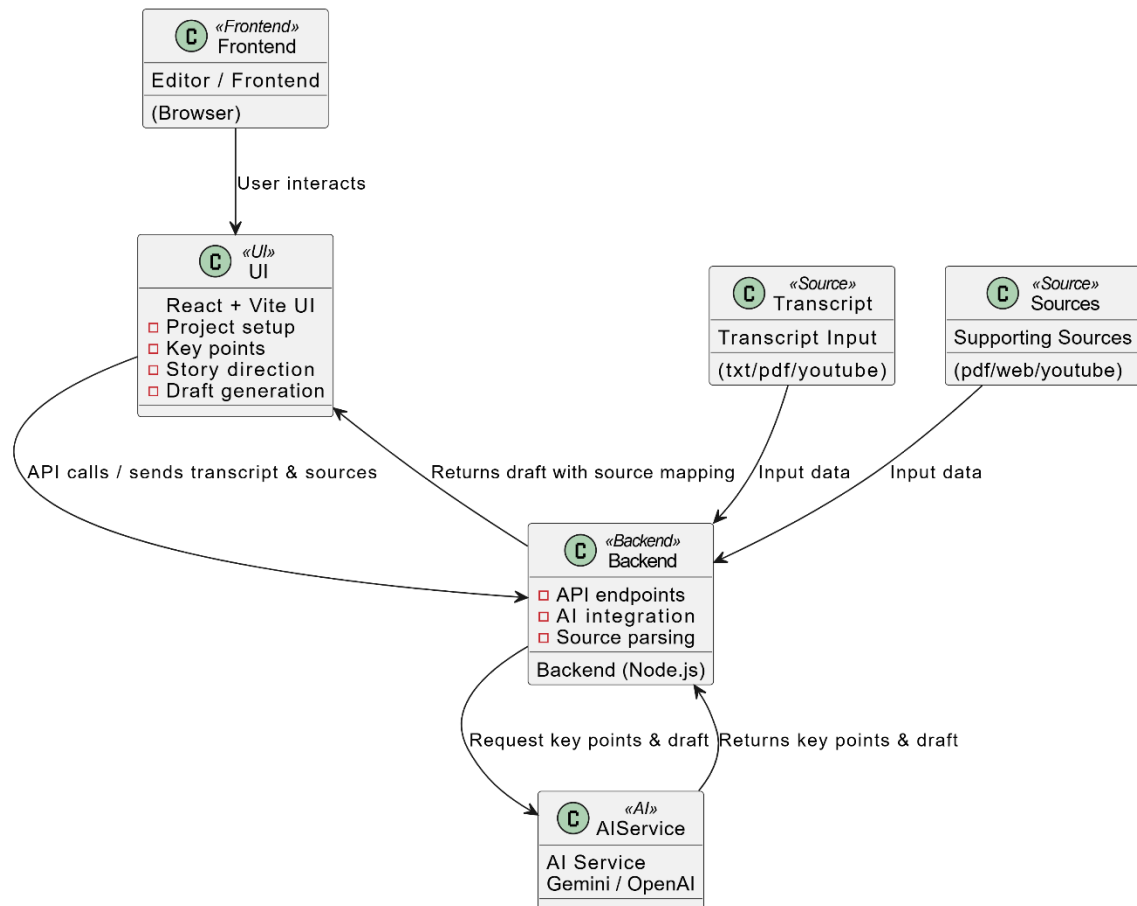 C
«Frontend»
Frontend
Editor / Frontend
(Browser)
User interacts
C
«UI»
UI
React + Vite UI
Project setup
Key points
Story direction
Draft generation
C
«Source»
Transcript
Transcript Input
(txt/pdf/youtube)
C
«Source»
Sources
Supporting Sources
(pdf/web/youtube)
API calls / sends transcript & sources
Returns draft with source mapping
Input data
Input data
C
«Backend»
Backend
API endpoints
AI integration
Source parsing
Backend (Node.js)
Request key points & draft
Returns key points & draft
C
«AI»
AIService
AI Service
Gemini / OpenAI